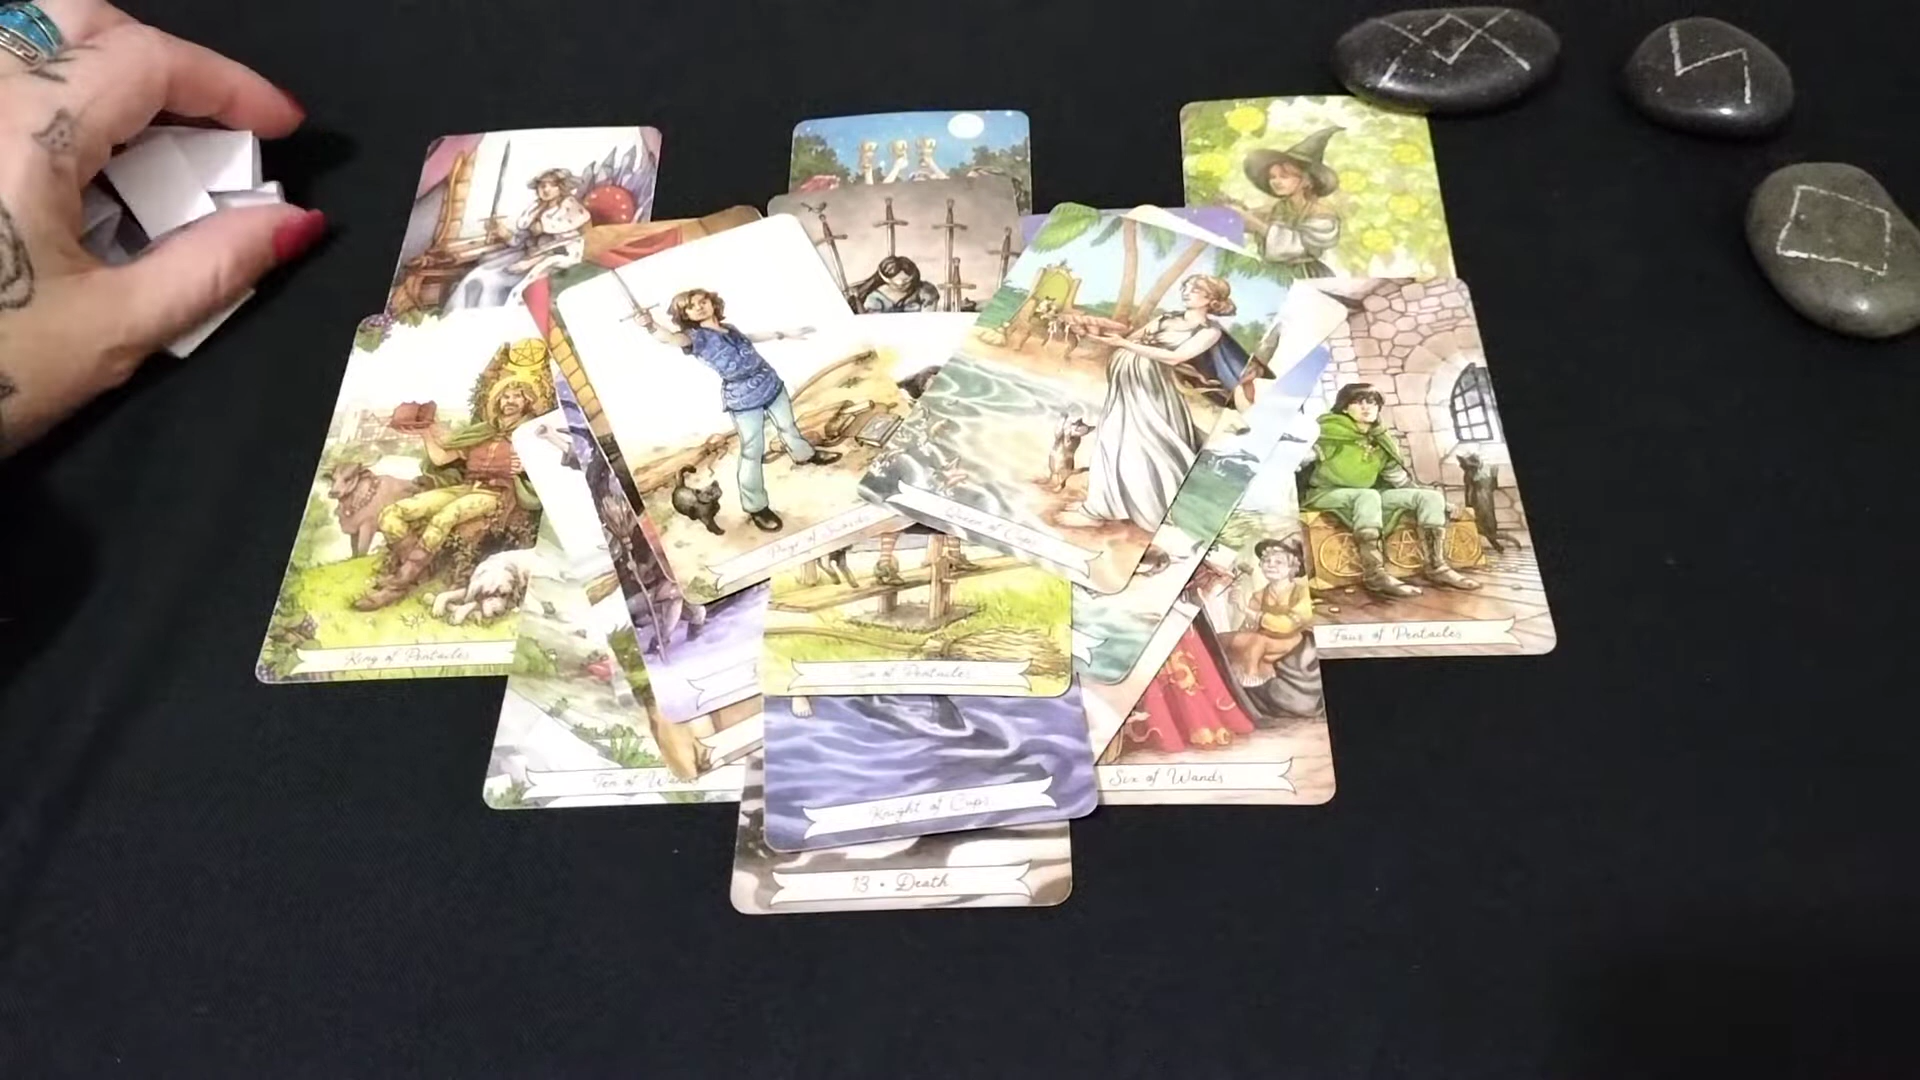 Page of Swords
Queen of Cups
King of Pentacles
Four of Pentacles
of Pentacles
Ten of Wands
Six of Wands
Knight of Cups
13 • Death